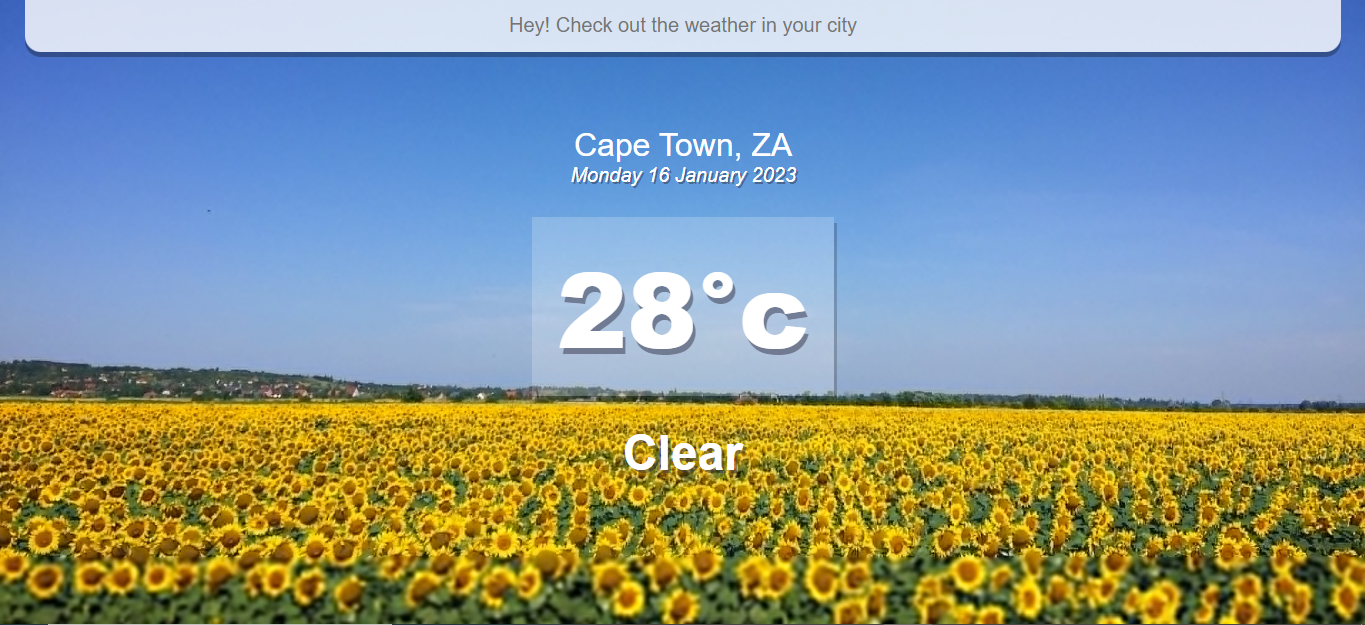 Hey! Check out the weather in your city
Cape Town, ZA
Monday 16 January 2023
28°c
Clear